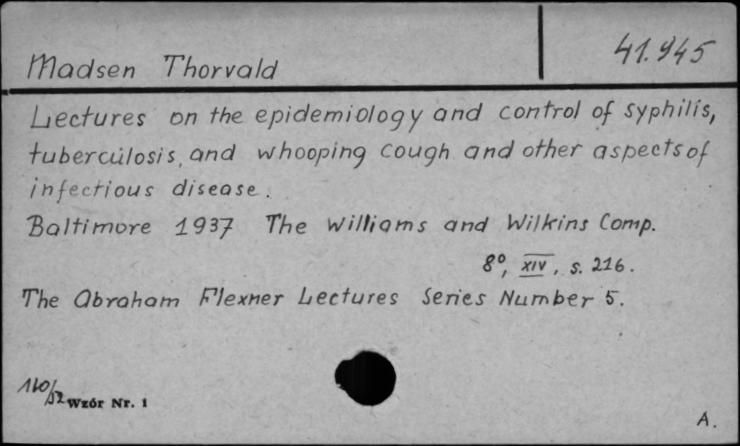 Madsen Thorvald
41.945
Lectures on the epidemiology and control of syphilis,
tuberculosis, and whooping cough and other aspects of
infectious disease.
Baltimore 1937 The Williams and Wilkins Comp.
8°, XIV, s. 216.
The Abraham Flexner Lectures Series Number 5.
140/52 Wzór Nr. 1
A.